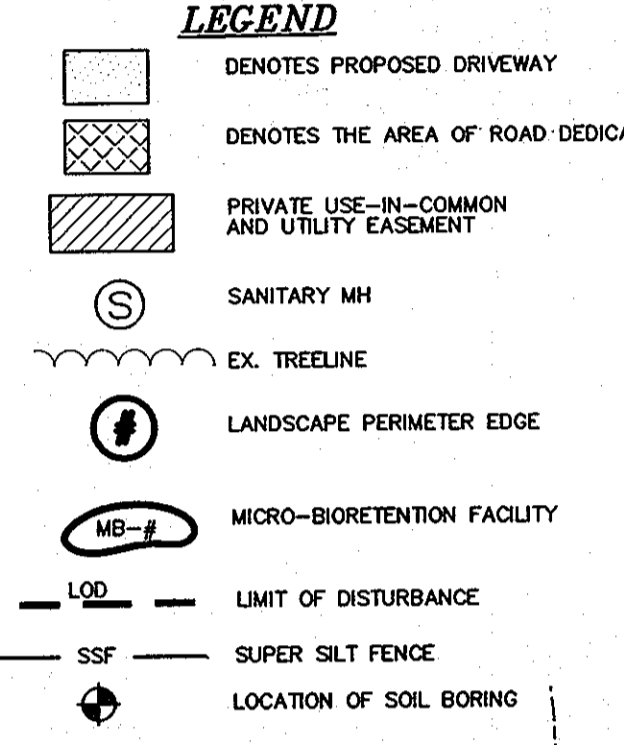 LEGEND
DENOTES PROPOSED DRIVEWAY
DENOTES THE AREA OF ROAD DEDICA
PRIVATE USE-IN-COMMON
AND UTILITY EASEMENT
S SANITARY MH
EX. TREELINE
# LANDSCAPE PERIMETER EDGE
MB-# MICRO-BIORETENTION FACILITY
LOD LIMIT OF DISTURBANCE
SSF SUPER SILT FENCE
LOCATION OF SOIL BORING